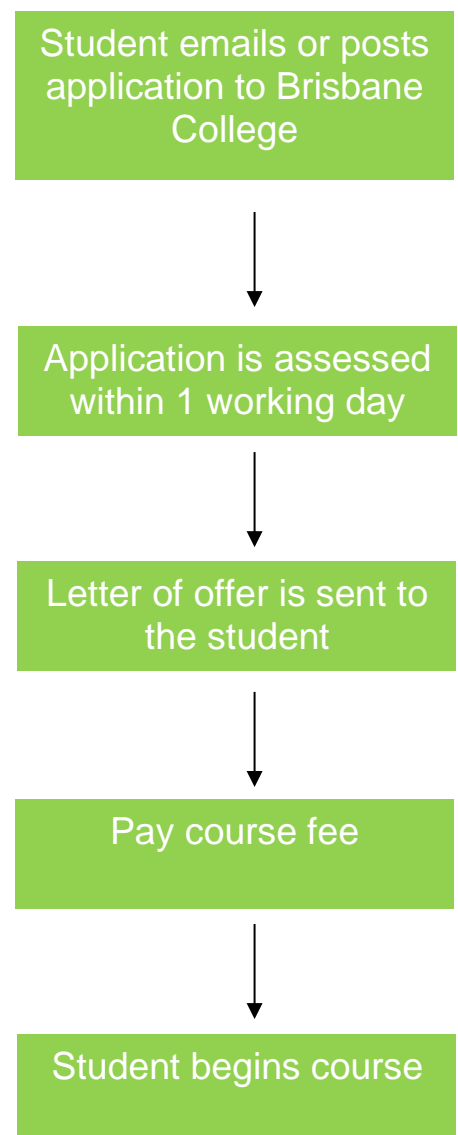 Student emails or posts
application to Brisbane
College
Application is assessed
within 1 working day
Letter of offer is sent to
the student
Pay course fee
Student begins course